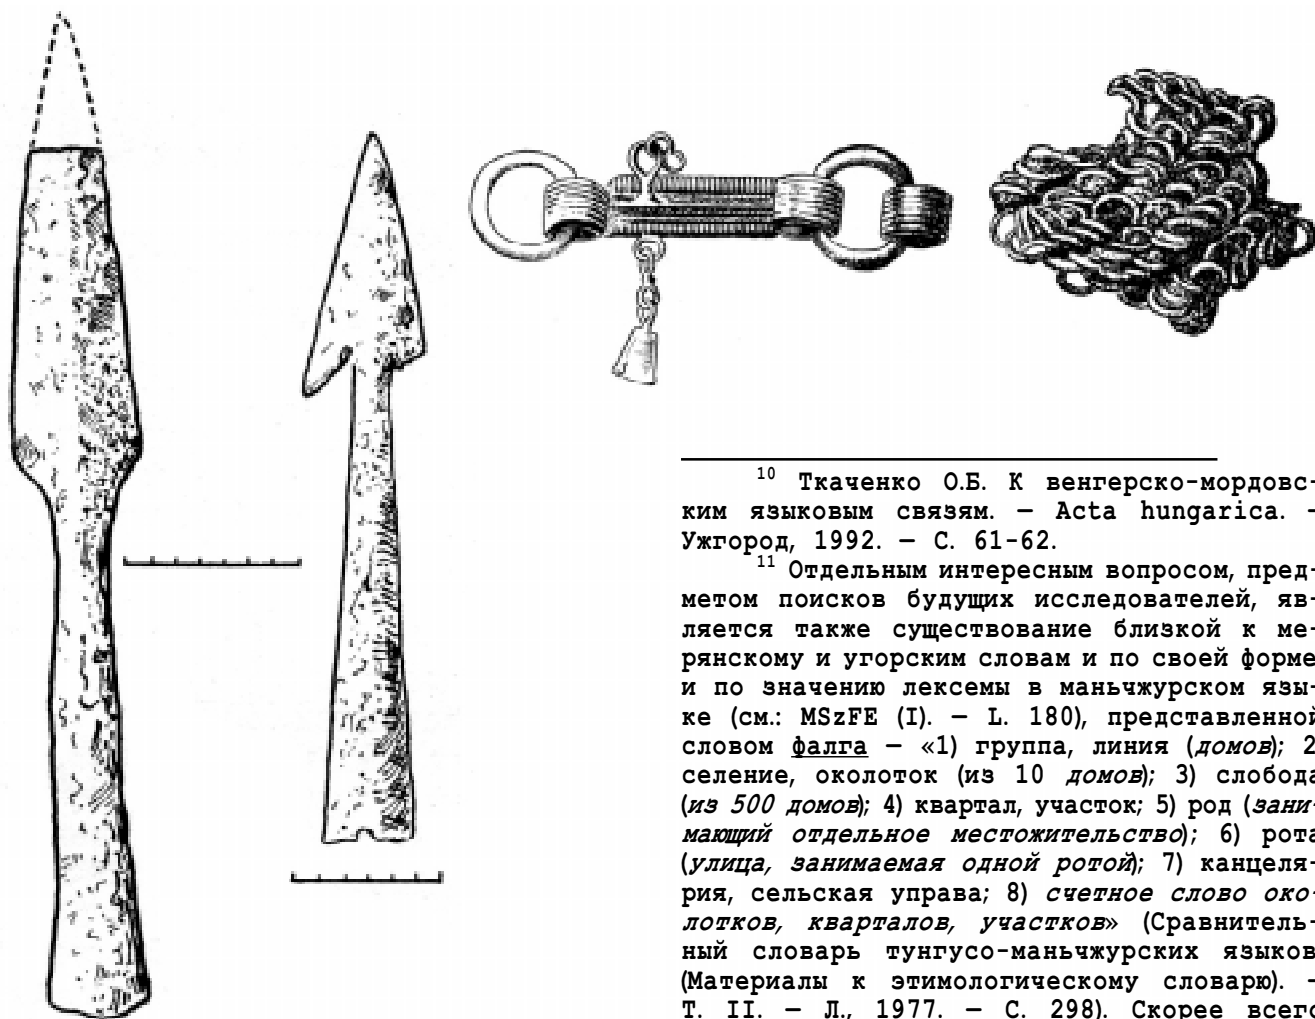 10 Ткаченко О.Б. К венгерско-мордовс-
ким языковым связям. — Acta hungarica. -
Ужгород, 1992. — С. 61-62.
11 Отдельным интересным вопросом, пред-
метом поисков будущих исследователей, яв-
ляется также существование близкой к ме-
рянскому и угорским словам и по своей форме
и по значению лексемы в маньчжурском язы-
ке (см.: MSzFE (I). — L. 180), представленной
словом фалга — «1) группа, линия (домов); 2
селение, околоток (из 10 домов); 3) слобода
(из 500 домов); 4) квартал, участок; 5) род (зани-
мающий отдельное местожительство); 6) рота
(улица, занимаемая одной ротой); 7) канцеля-
рия, сельская управа; 8) счетное слово око-
лотков, кварталов, участков» (Сравнитель-
ный словарь тунгусо-маньчжурских языков
(Материалы к этимологическому словарю). -
Т. II. — Л., 1977. — С. 298). Скорее всего